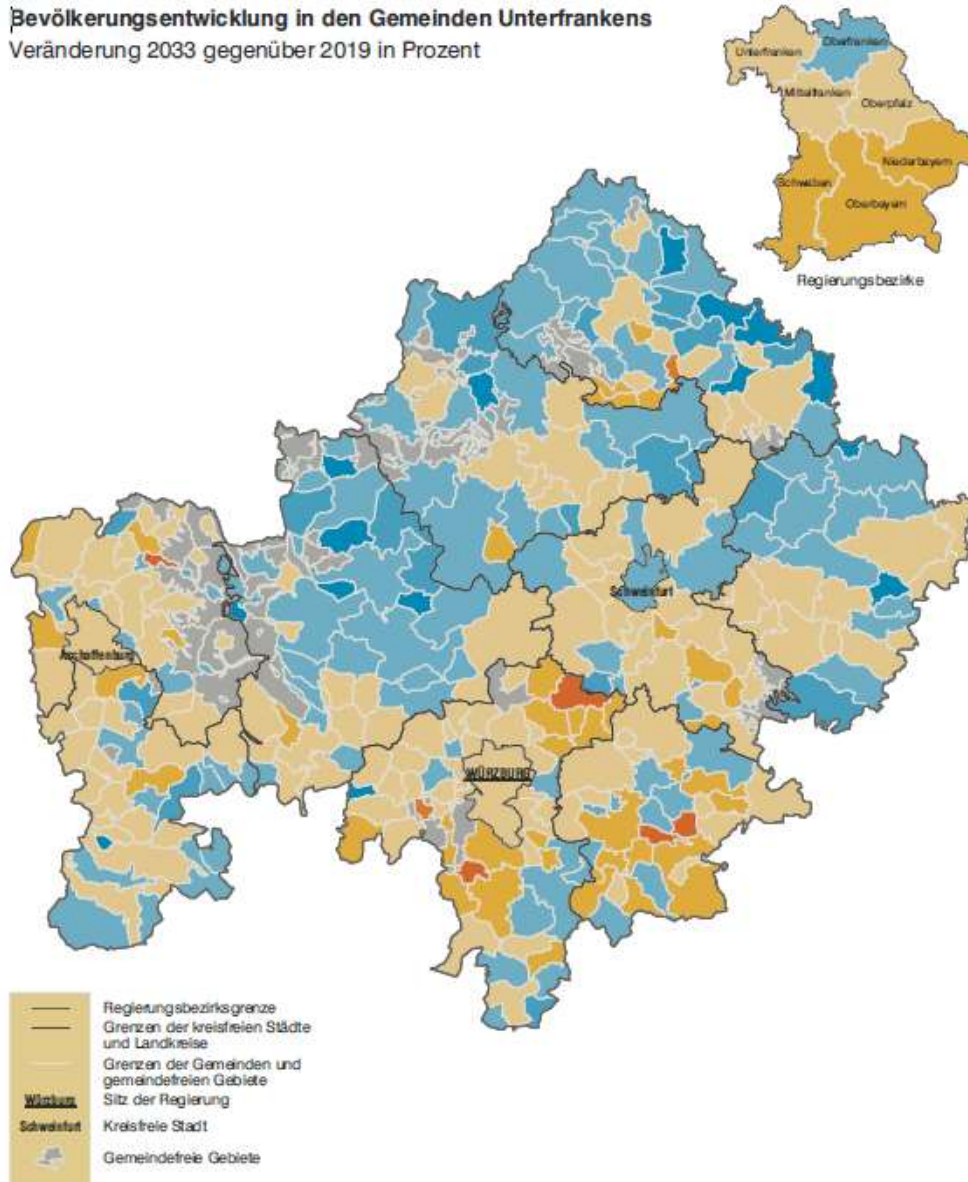 Bevölkerungsentwicklung in den Gemeinden Unterfrankens
Veränderung 2033 gegenüber 2019 in Prozent
Unterfranken
Oberfranken
Mittelfranken
Oberpfalz
Niederbayern
Schwaben
Oberbayern
Regierungsbezirke
Schweinfurt
Aschaffenburg
WÜRZBURG
Regierungsbezirksgrenze
Grenzen der kreisfreien Städte
und Landkreise
Grenzen der Gemeinden und
gemeindefreien Gebiete
Würzburg Sitz der Regierung
Schweinfurt Kreisfreie Stadt
Gemeindefreie Gebiete